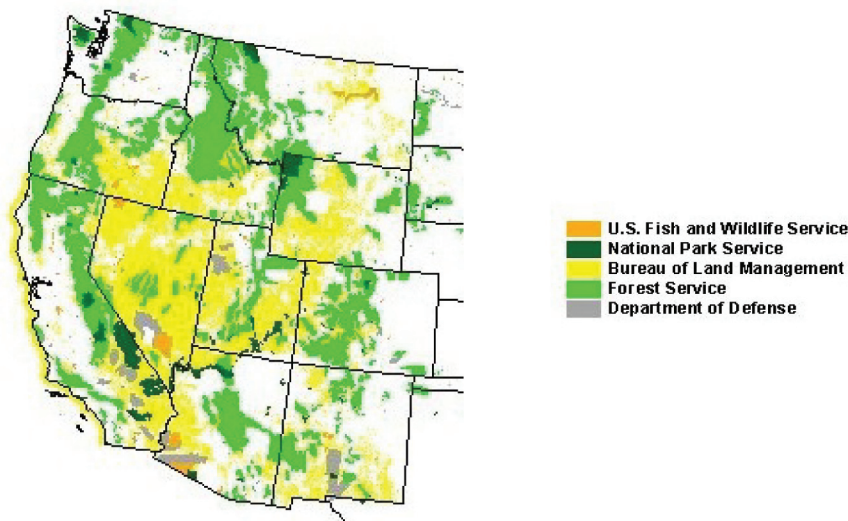 U.S. Fish and Wildlife Service
National Park Service
Bureau of Land Management
Forest Service
Department of Defense